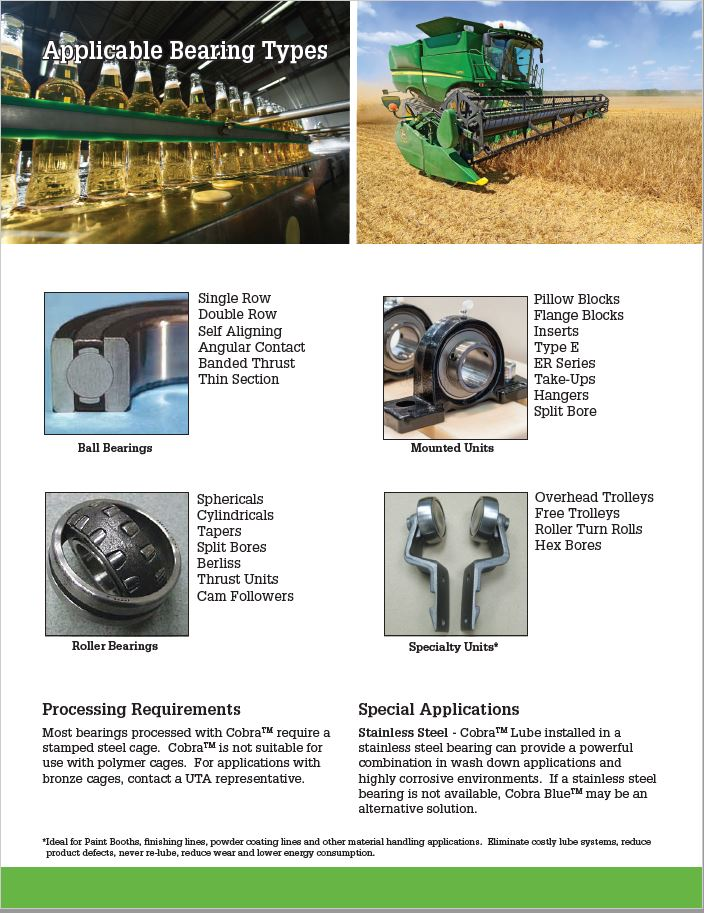 Applicable Bearing Types
Single Row
Double Row
Self Aligning
Angular Contact
Banded Thrust
Thin Section
Ball Bearings
Pillow Blocks
Flange Blocks
Inserts
Type E
ER Series
Take-Ups
Hangers
Split Bore
Mounted Units
Sphericals
Cylindricals
Tapers
Split Bores
Berliss
Thrust Units
Cam Followers
Roller Bearings
Overhead Trolleys
Free Trolleys
Roller Turn Rolls
Hex Bores
Specialty Units*
Processing Requirements
Most bearings processed with Cobra™ require a
stamped steel cage.  Cobra™ is not suitable for
use with polymer cages.  For applications with
bronze cages, contact a UTA representative.
Special Applications
Stainless Steel - Cobra™ Lube installed in a
stainless steel bearing can provide a powerful
combination in wash down applications and
highly corrosive environments.  If a stainless steel
bearing is not available, Cobra Blue™ may be an
alternative solution.
*Ideal for Paint Booths, finishing lines, powder coating lines and other material handling applications.  Eliminate costly lube systems, reduce
product defects, never re-lube, reduce wear and lower energy consumption.